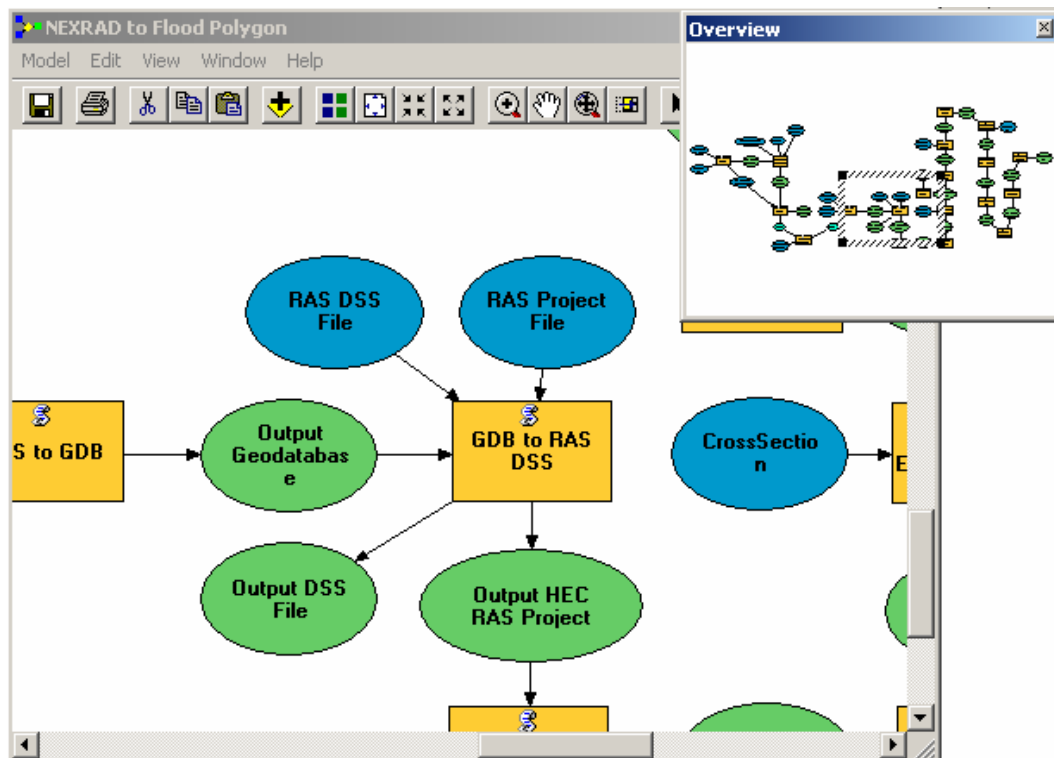 NEXRAD to Flood Polygon
Overview
Model Edit View Window Help
RAS DSS
File
RAS Project
File
S to GDB
Output
Geodatabas
e
GDB to RAS
DSS
CrossSectio
n
E
Output DSS
File
Output HEC
RAS Project